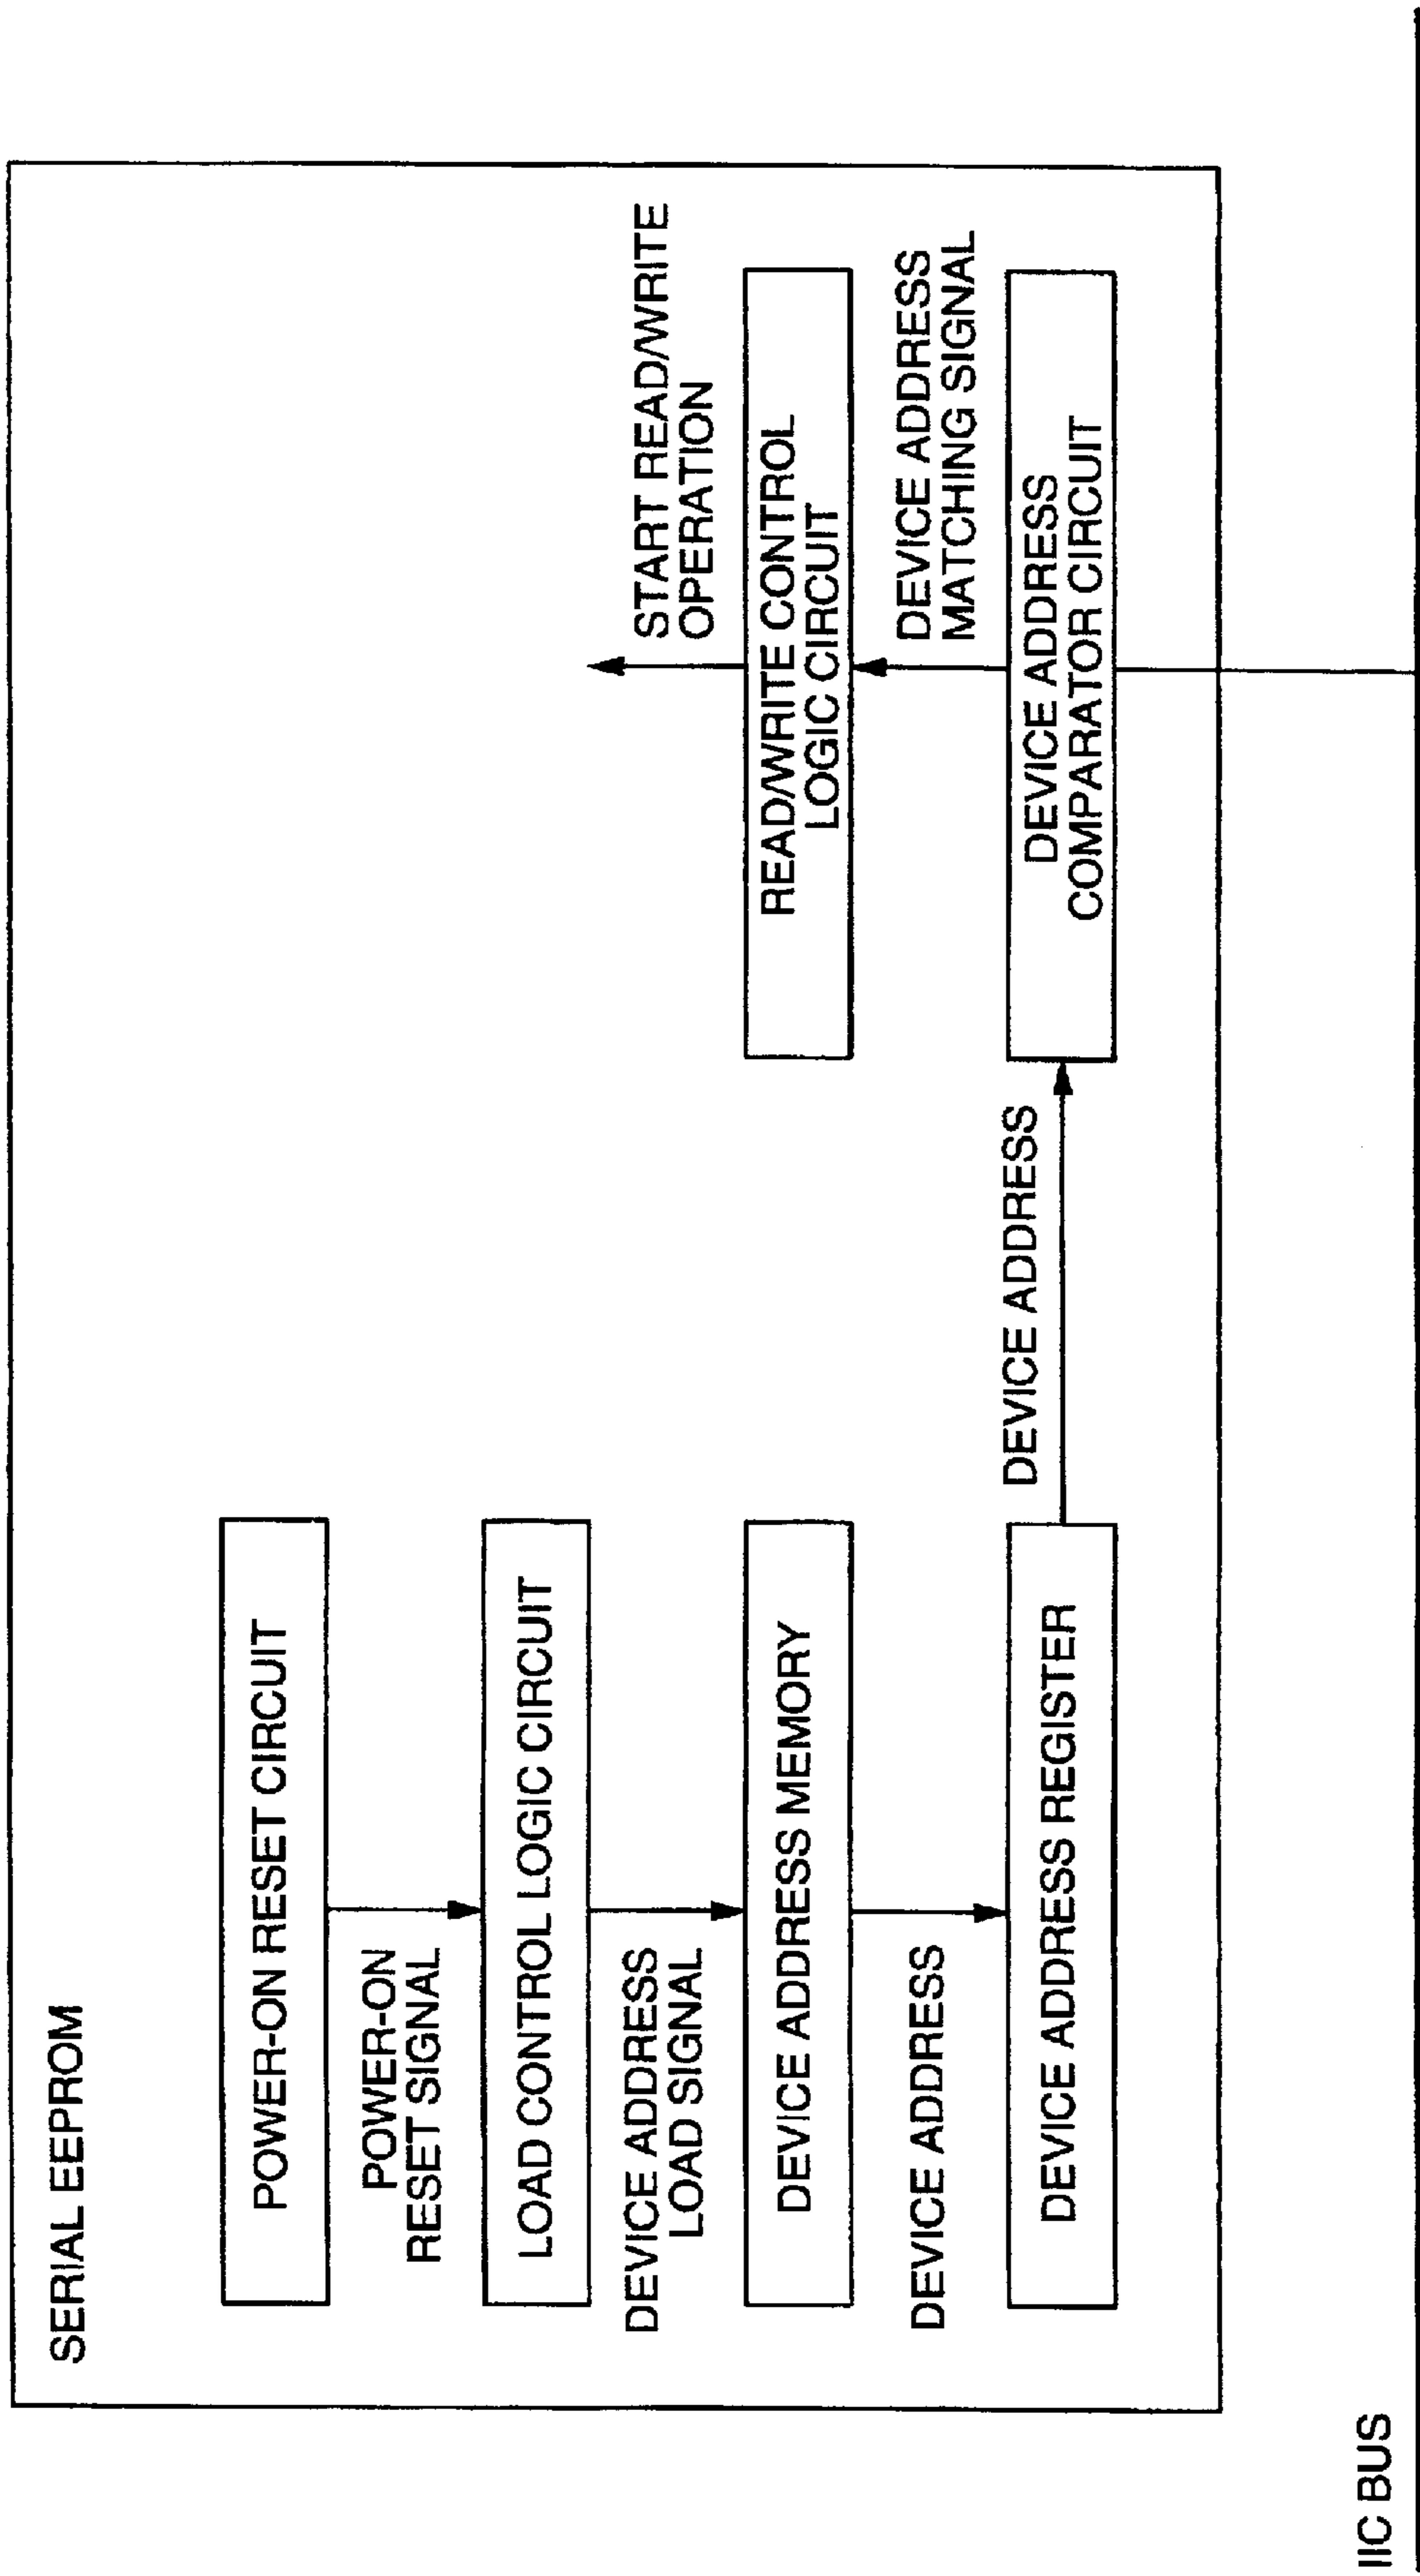 SERIAL EEPROM
POWER-ON RESET CIRCUIT
POWER-ON
RESET SIGNAL
LOAD CONTROL LOGIC CIRCUIT
DEVICE ADDRESS
LOAD SIGNAL
DEVICE ADDRESS MEMORY
DEVICE ADDRESS
DEVICE ADDRESS REGISTER
DEVICE ADDRESS
START READ/WRITE
OPERATION
READ/WRITE CONTROL
LOGIC CIRCUIT
DEVICE ADDRESS
MATCHING SIGNAL
DEVICE ADDRESS
COMPARATOR CIRCUIT
IIC BUS